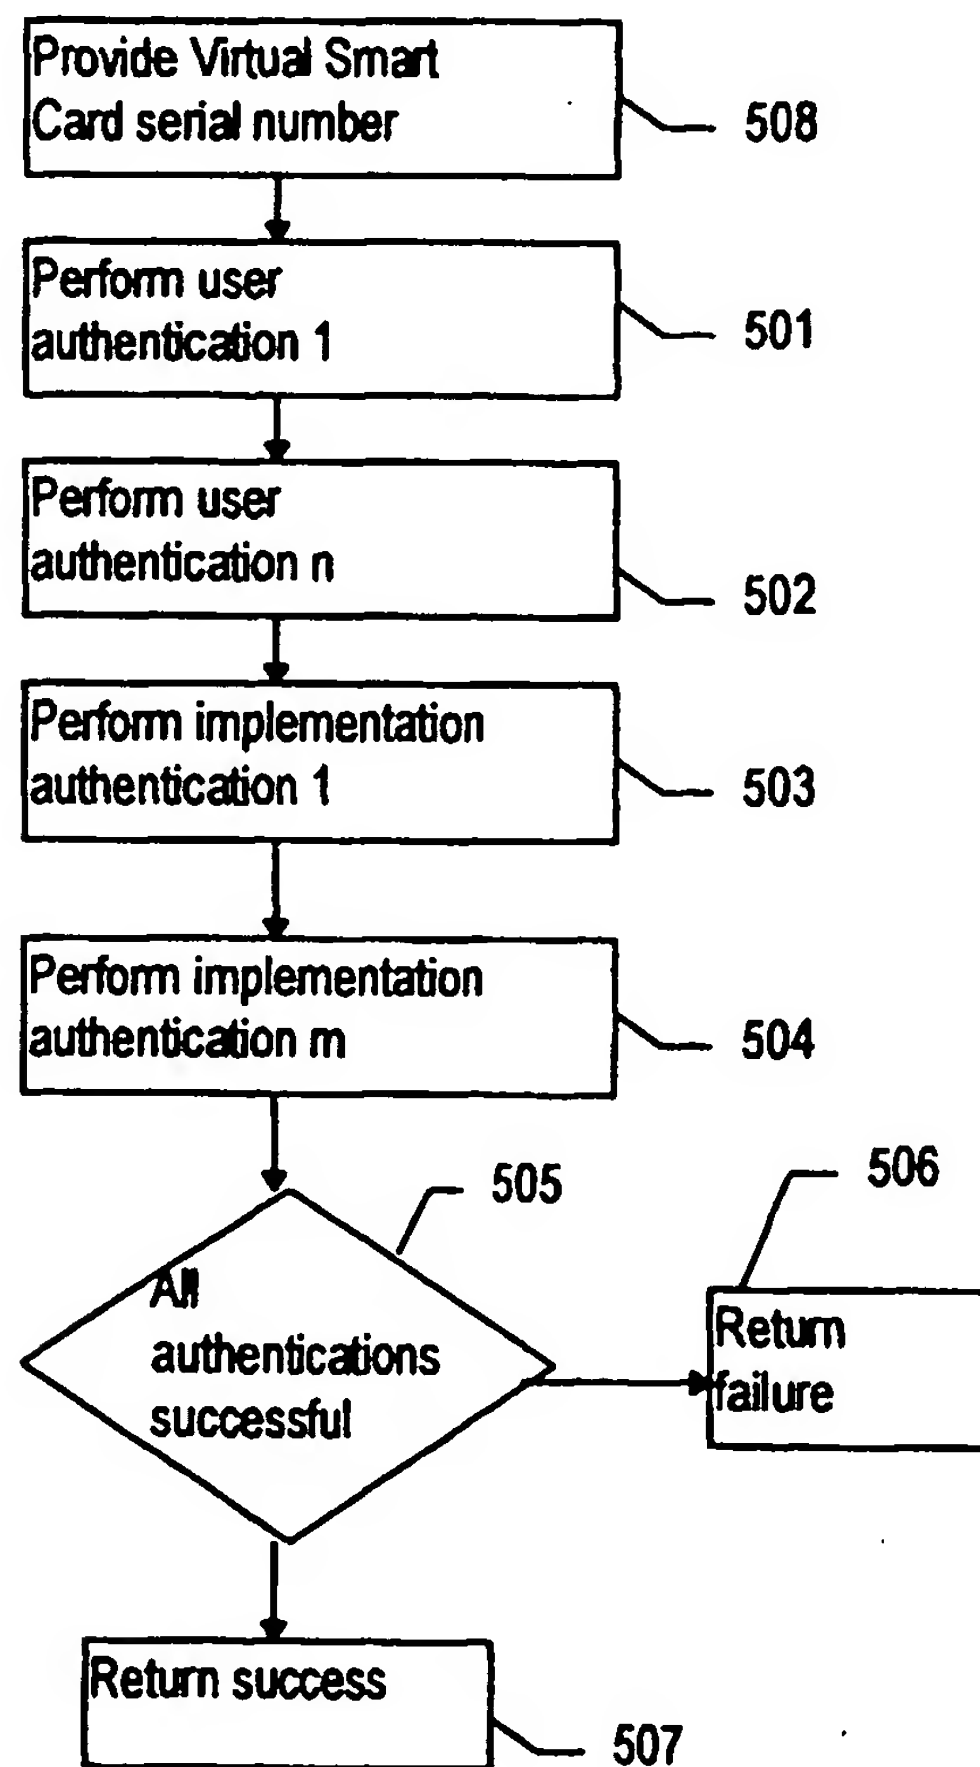 Provide Virtual Smart
Card serial number
508
Perform user
authentication 1
501
Perform user
authentication n
502
Perform implementation
authentication 1
503
Perform implementation
authentication m
504
505
506
All
authentications
successful
Return
failure
Return success
507